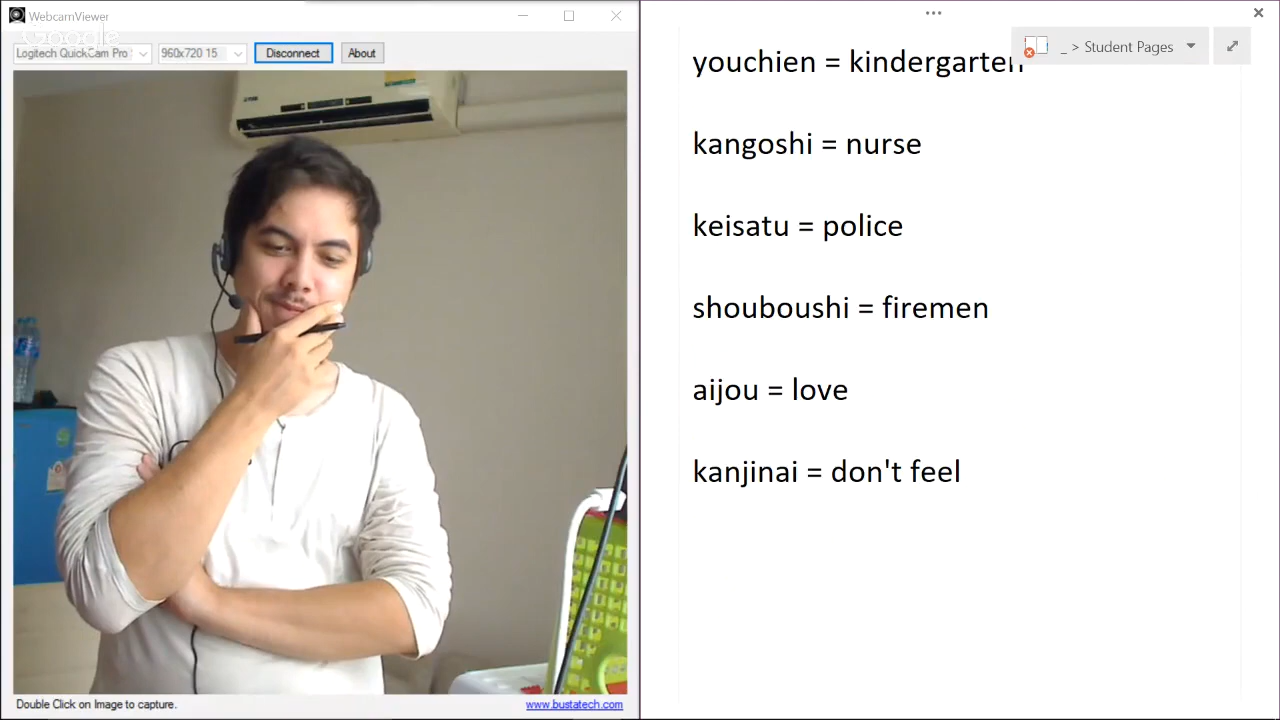 WebcamViewer
Google
Logitech QuickCam Pro
960x720 15
Disconnect
About
Double Click on Image to capture.
www.bustatech.com
_ > Student Pages
youchien = kindergarten
kangoshi = nurse
keisatu = police
shouboushi = firemen
aijou = love
kanjinai = don't feel